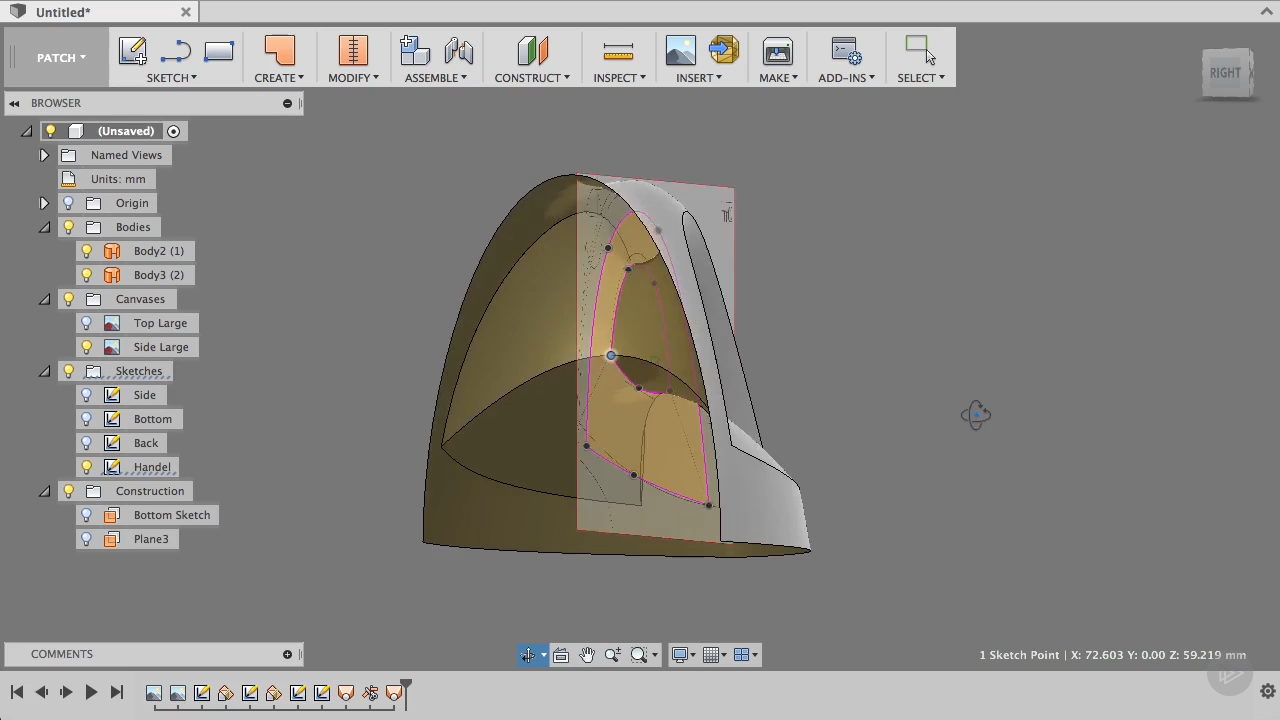 Untitled*
PATCH
SKETCH
CREATE
MODIFY
ASSEMBLE
CONSTRUCT
INSPECT
INSERT
MAKE
ADD-INS
SELECT
RIGHT
BROWSER
(Unsaved)
Named Views
Units: mm
Origin
Bodies
Body2 (1)
Body3 (2)
Canvases
Top Large
Side Large
Sketches
Side
Bottom
Back
Handel
Construction
Bottom Sketch
Plane3
COMMENTS
1 Sketch Point | X: 72.603 Y: 0.00 Z: 59.219 mm